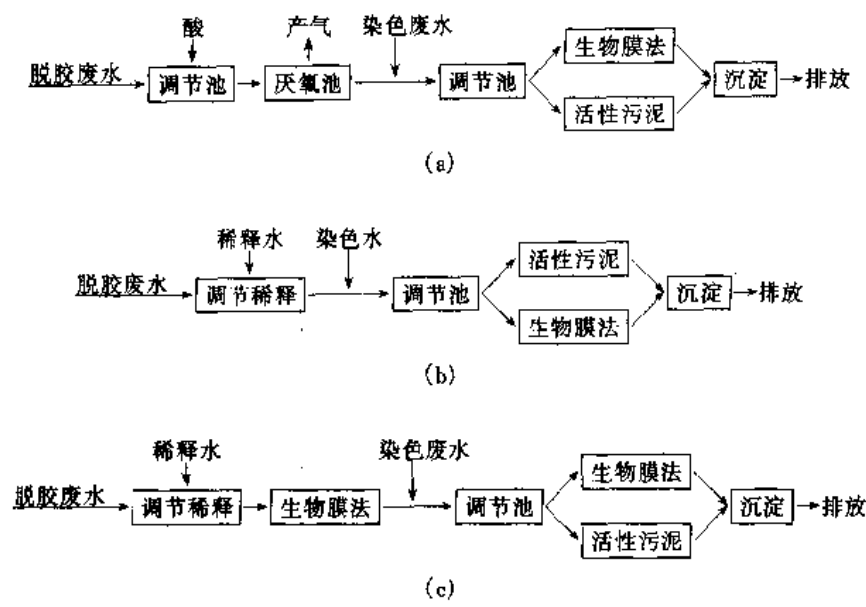 酸 产气 染色废水 生物膜法
脱胶废水 调节池 厌氧池 调节池 沉淀 排放
活性污泥
(a)
稀释水 染色水 活性污泥
脱胶废水 调节稀释 调节池 沉淀 排放
生物膜法
(b)
稀释水 染色废水 生物膜法
脱胶废水 调节稀释 生物膜法 调节池 沉淀 排放
活性污泥
(c)